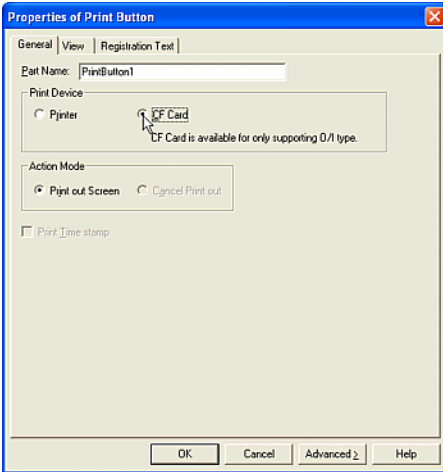 Properties of Print Button
General View Registration Text
Part Name: PrintButton1
Print Device
Printer CF Card
CF Card is available for only supporting O/I type.
Action Mode
Print out Screen Cancel Print out
Print Time stamp
OK Cancel Advanced > Help